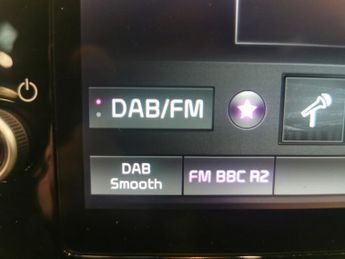 DAB/FM
DAB
Smooth
FM BBC R2